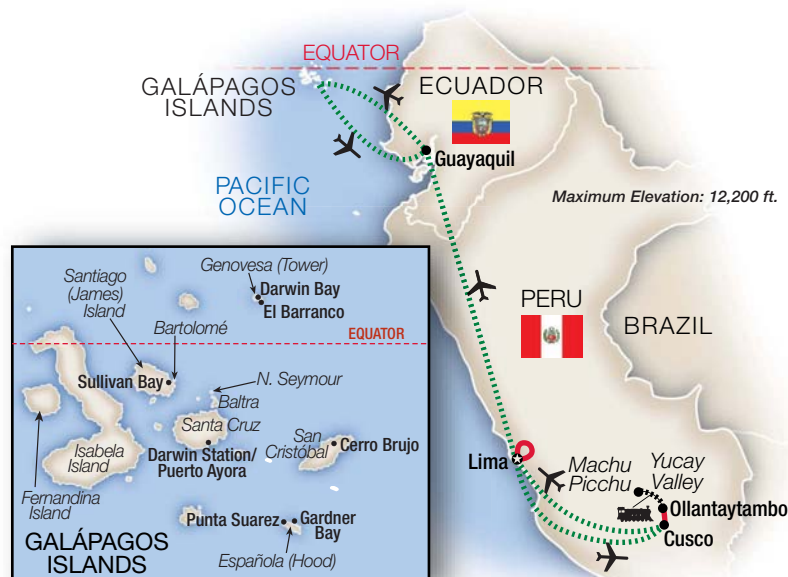 EQUATOR
GALÁPAGOS
ISLANDS
ECUADOR
Guayaquil
PACIFIC
OCEAN
Maximum Elevation: 12,200 ft.
PERU
BRAZIL
Lima
Machu
Picchu
Yucay
Valley
Ollantaytambo
Cusco
Genovesa (Tower)
Darwin Bay
El Barranco
Santiago
(James)
Island
Bartolomé
EQUATOR
Sullivan Bay
N. Seymour
Baltra
Santa Cruz
San
Cristóbal
Cerro Brujo
Darwin Station/
Puerto Ayora
Isabela
Island
Fernandina
Island
Punta Suarez
Gardner
Bay
Española (Hood)
GALÁPAGOS
ISLANDS